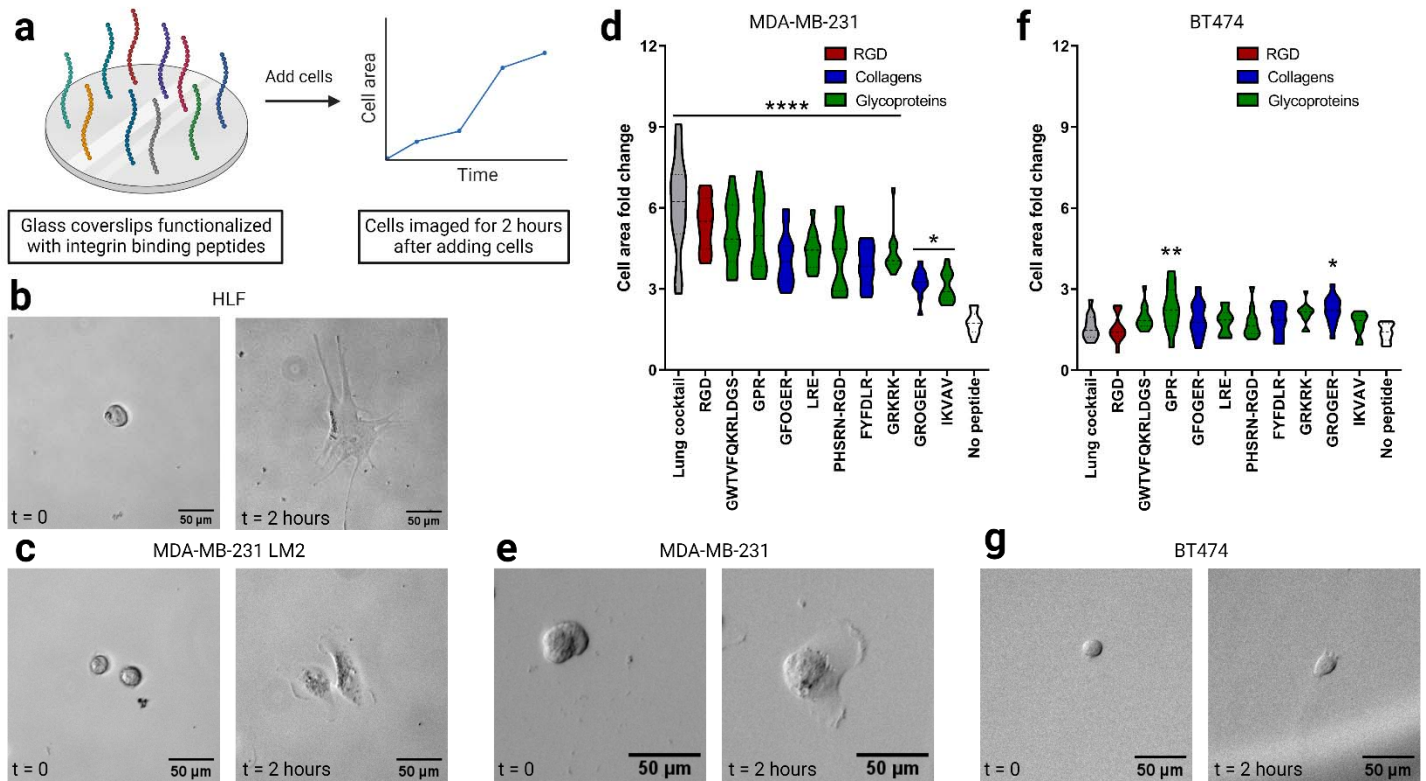 a
Add cells
Cell area
Time
Glass coverslips functionalized
with integrin binding peptides
Cells imaged for 2 hours
after adding cells
b
HLF
t = 0
50 µm
t = 2 hours
50 µm
c
MDA-MB-231 LM2
t = 0
50 µm
t = 2 hours
50 µm
d
MDA-MB-231
Cell area fold change
12
9
6
3
0
RGD
Collagens
Glycoproteins
****
*
Lung cocktail
RGD
GWTVFQKRLDGS
GPR
GFOGER
LRE
PHSRN-RGD
FYFDLR
GRKRK
GROGER
IKVAV
No peptide
e
MDA-MB-231
t = 0
50 µm
t = 2 hours
50 µm
f
BT474
Cell area fold change
12
9
6
3
0
RGD
Collagens
Glycoproteins
**
*
Lung cocktail
RGD
GWTVFQKRLDGS
GPR
GFOGER
LRE
PHSRN-RGD
FYFDLR
GRKRK
GROGER
IKVAV
No peptide
g
BT474
t = 0
50 µm
t = 2 hours
50 µm